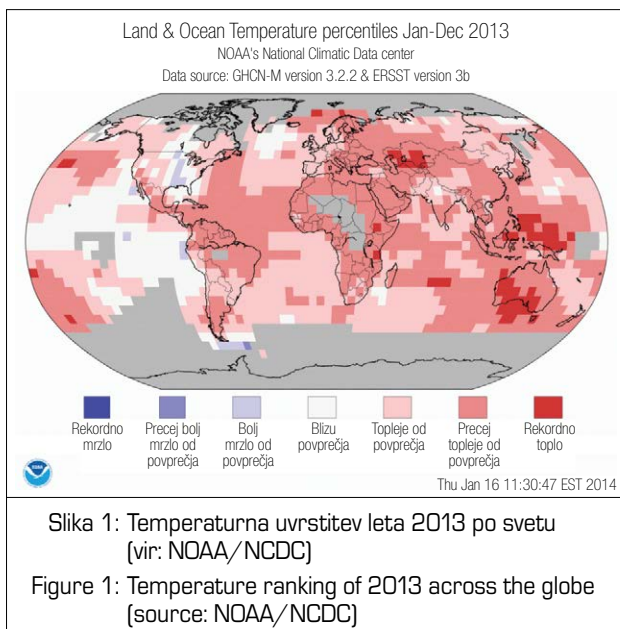 Land & Ocean Temperature percentiles Jan-Dec 2013
NOAA's National Climatic Data center
Data source: GHCN-M version 3.2.2 & ERSST version 3b
Rekordno
mrzlo
Precej bolj
mrzlo od
povprečja
Bolj
mrzlo od
povprečja
Blizu
povprečja
Topleje od
povprečja
Precej
topleje od
povprečja
Rekordno
toplo
Thu Jan 16 11:30:47 EST 2014
Slika 1: Temperaturna uvrstitev leta 2013 po svetu
(vir: NOAA/NCDC)
Figure 1: Temperature ranking of 2013 across the globe
(source: NOAA/NCDC)